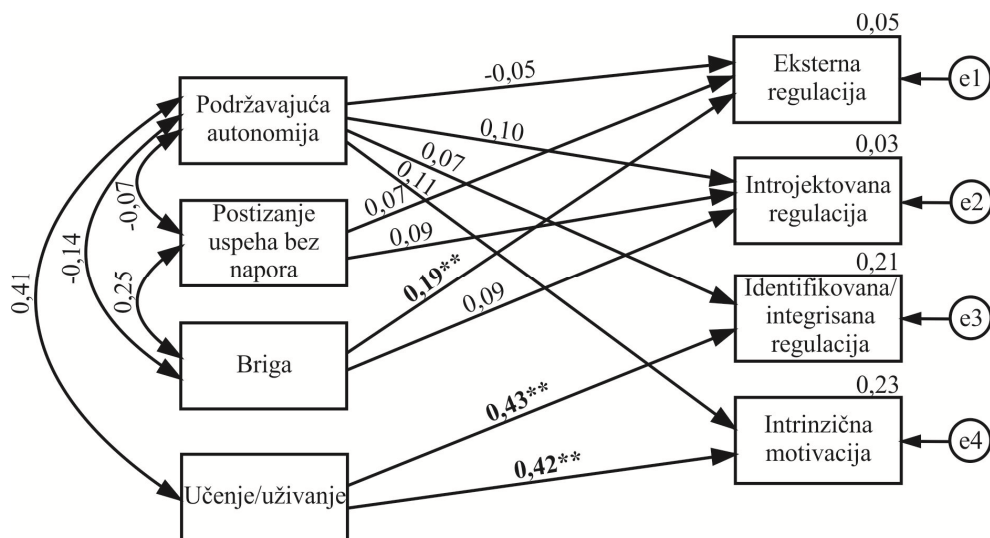 0,05
Eksterna
regulacija
e1
-0,05
Podržavajuća
autonomija
0,10
0,03
0,07
0,11
Introjektovana
regulacija
e2
0,07
-0,07
Postizanje
uspeha bez
napora
0,09
-0,14
0,19**
0,21
0,41
0,25
0,09
Identifikovana/
integrisana
regulacija
e3
Briga
0,23
0,43**
Intrinzična
motivacija
e4
0,42**
Učenje/uživanje